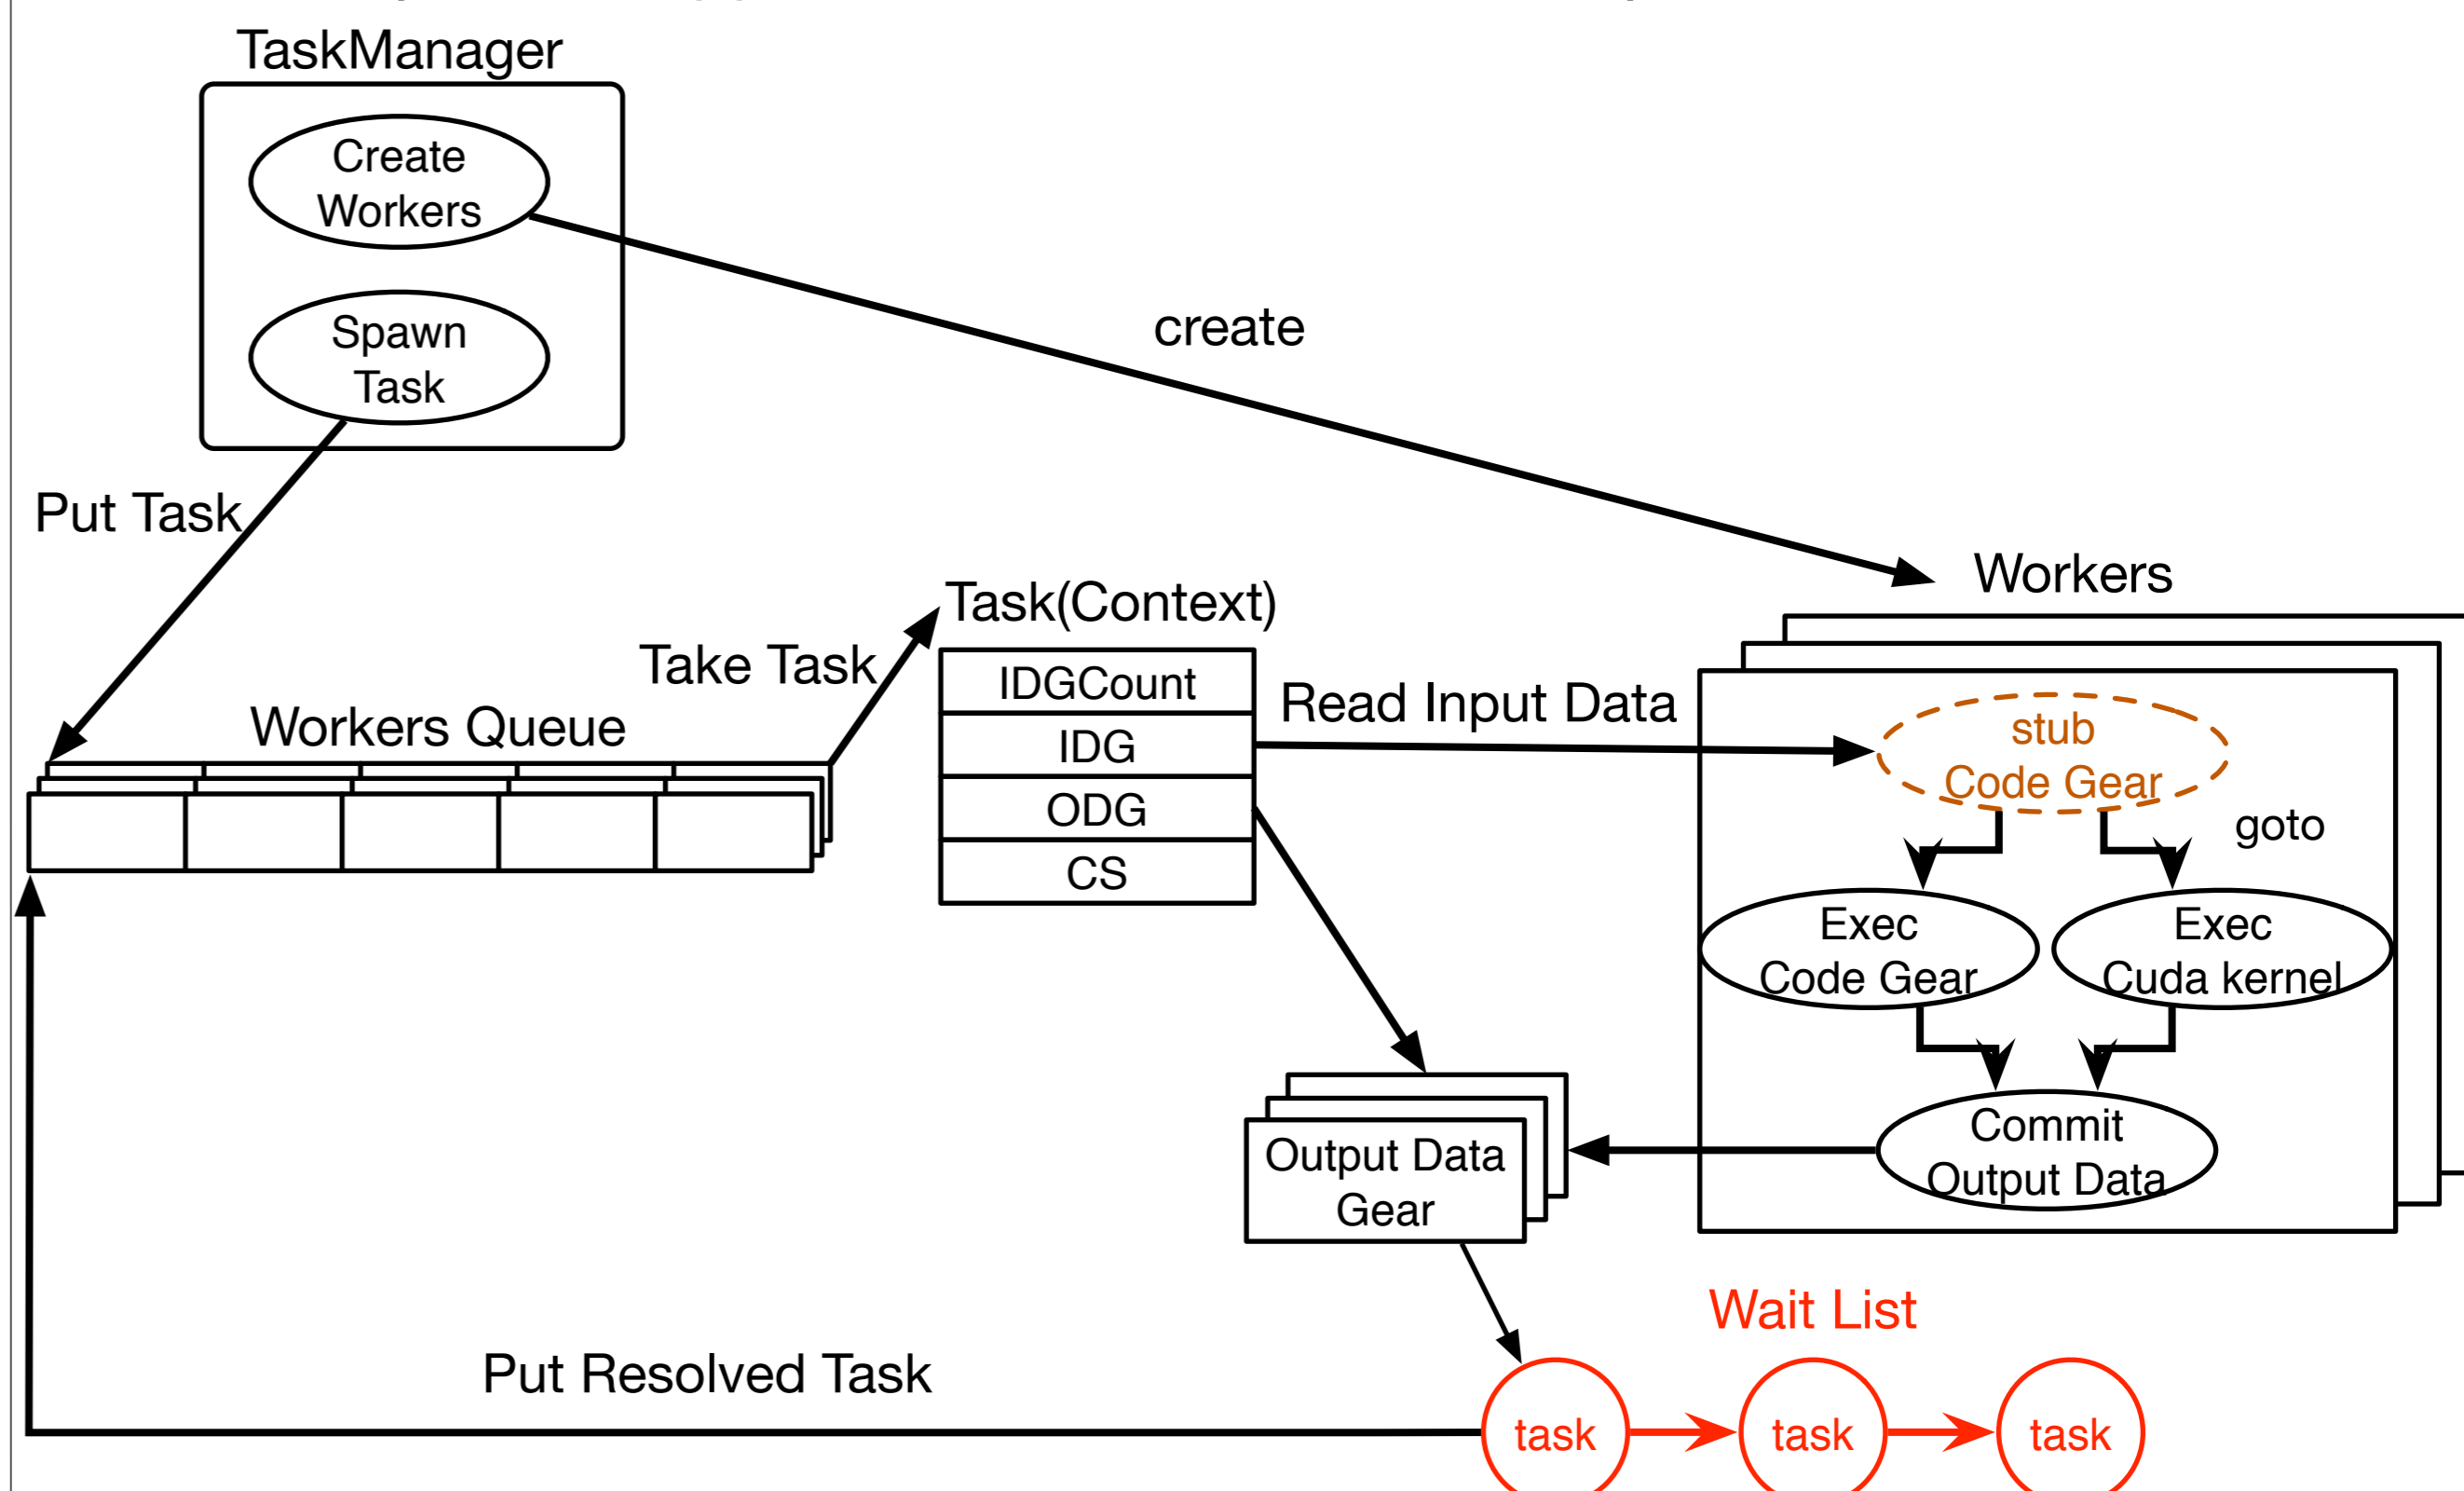 TaskManager
Create
Workers
Spawn
Task
create
Put Task
Workers
Task(Context)
Take Task
IDGCount
Read Input Data
Workers Queue
IDG
stub
Code Gear
ODG
goto
CS
Exec
Code Gear
Exec
Cuda kernel
Commit
Output Data
Output Data
Gear
Wait List
Put Resolved Task
task
task
task